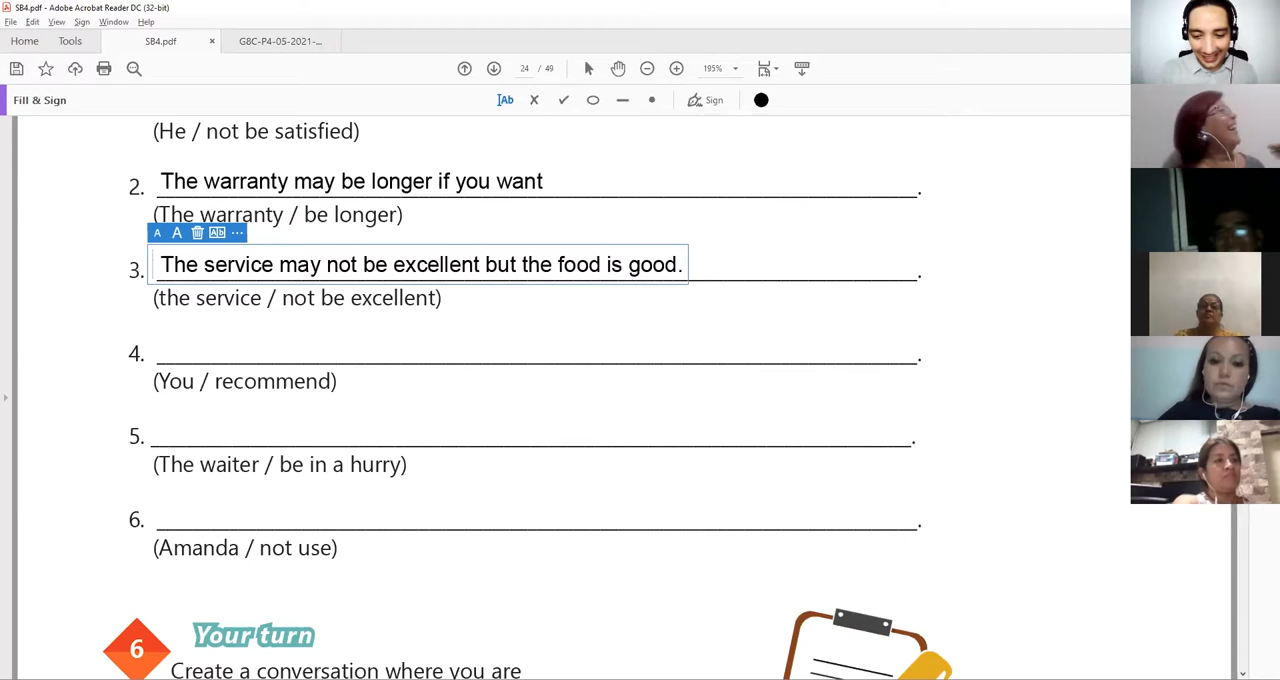 SB4.pdf - Adobe Acrobat Reader DC (32-bit)
File Edit View Sign Window Help
Home Tools SB4.pdf × GBC-P4-05-2021-...
24 / 49 195%
Fill & Sign Ab Sign
(He / not be satisfied)
2. The warranty may be longer if you want.
(The warranty / be longer)
A A Ab ...
3. The service may not be excellent but the food is good. .
(the service / not be excellent)
4. .
(You / recommend)
5. .
(The waiter / be in a hurry)
6. .
(Amanda / not use)
6 Your turn
Create a conversation where you are